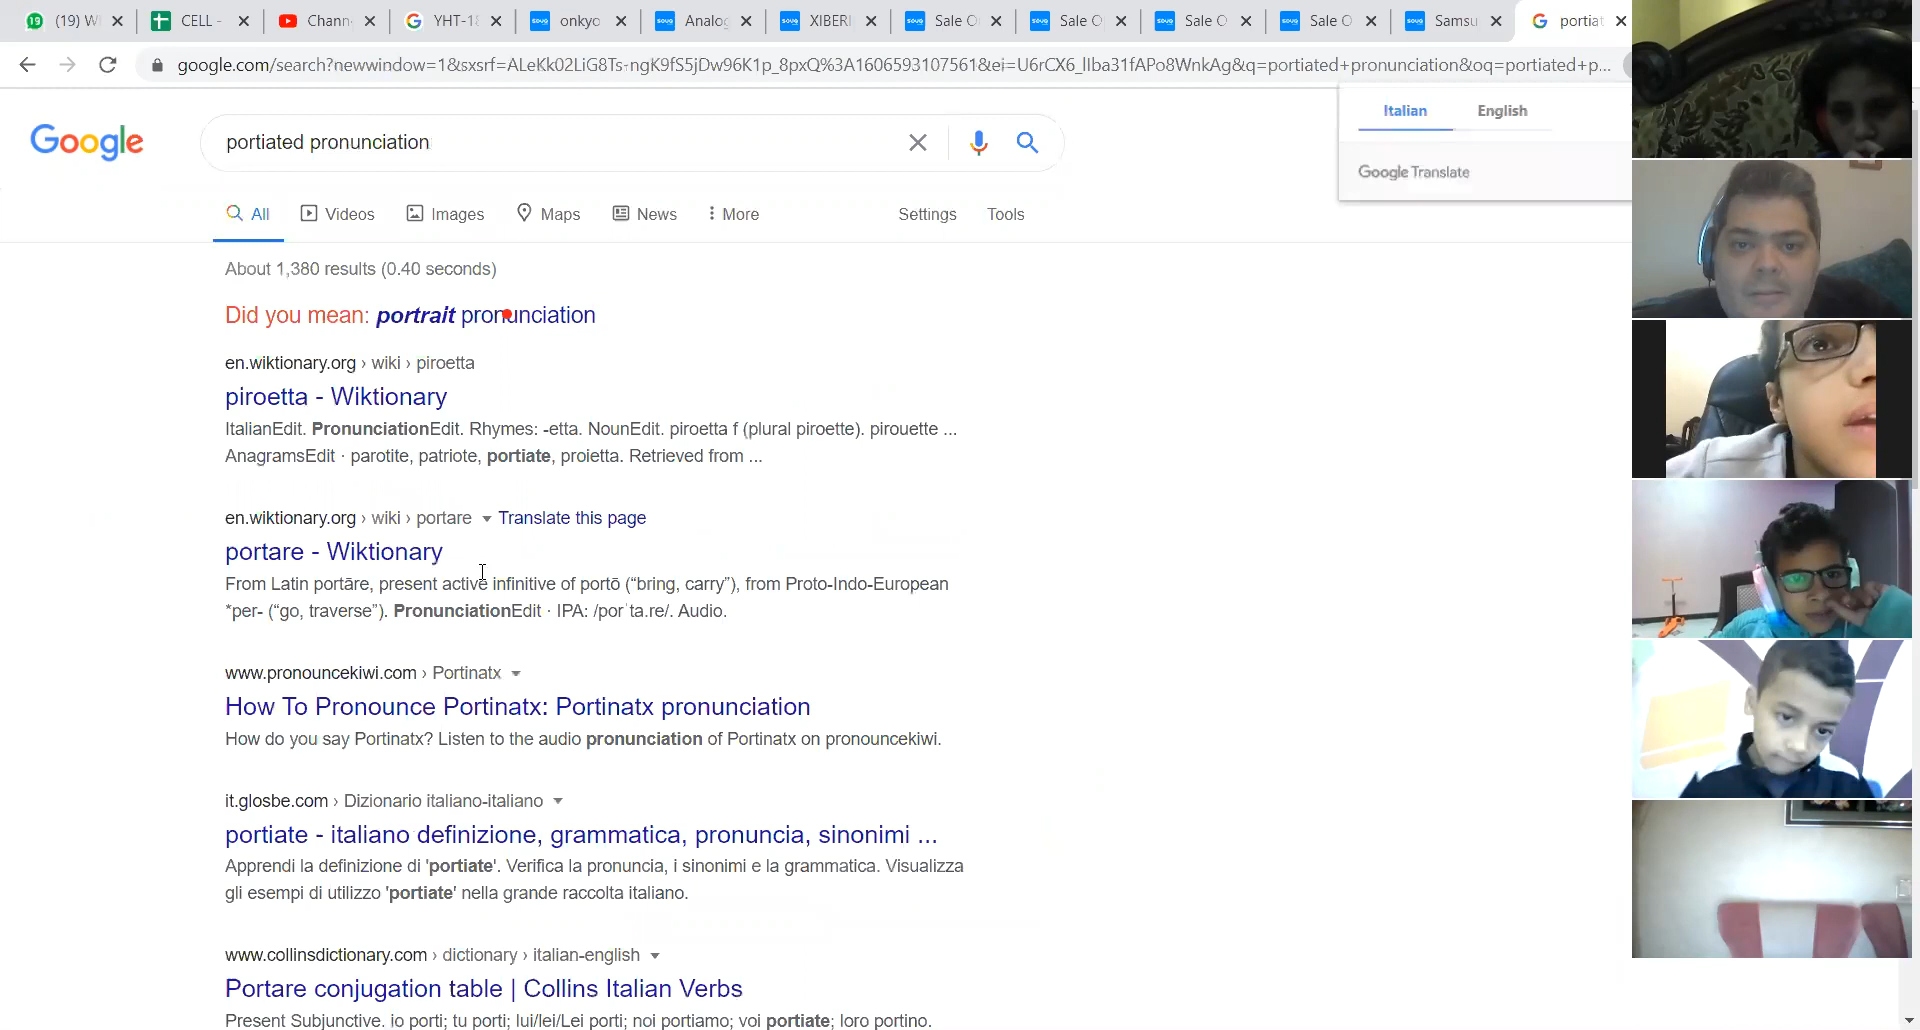 (19) W
CELL -
Chann
YHT-18
onkyo
Analog
XIBERI
Sale O
Sale O
Sale O
Sale O
Samsu
portiat
google.com/search?newwindow=1&sxsrf=ALeKk02LiG8Ts-ngK9fS5jDw96K1p_8pxQ%3A1606593107561&ei=U6rCX6_lIba31fAPo8WnkAg&q=portiated+pronunciation&oq=portiated+p...
Italian English
Google Translate
Google
portiated pronunciation
All Videos Images Maps News More Settings Tools
About 1,380 results (0.40 seconds)
Did you mean: portrait pronunciation
en.wiktionary.org › wiki › piroetta
piroetta - Wiktionary
ItalianEdit. PronunciationEdit. Rhymes: -etta. NounEdit. piroetta f (plural piroette). pirouette ...
AnagramsEdit · parotite, patriote, portiate, proietta. Retrieved from ...
en.wiktionary.org › wiki › portare Translate this page
portare - Wiktionary
From Latin portāre, present active infinitive of portō (“bring, carry”), from Proto-Indo-European
*per- (“go, traverse”). PronunciationEdit · IPA: /porˈta.re/. Audio.
www.pronouncekiwi.com › Portinatx
How To Pronounce Portinatx: Portinatx pronunciation
How do you say Portinatx? Listen to the audio pronunciation of Portinatx on pronouncekiwi.
it.glosbe.com › Dizionario italiano-italiano
portiate - italiano definizione, grammatica, pronuncia, sinonimi ...
Apprendi la definizione di 'portiate'. Verifica la pronuncia, i sinonimi e la grammatica. Visualizza
gli esempi di utilizzo 'portiate' nella grande raccolta italiano.
www.collinsdictionary.com › dictionary › italian-english
Portare conjugation table | Collins Italian Verbs
Present Subjunctive. io porti; tu porti; lui/lei/Lei porti; noi portiamo; voi portiate; loro portino.